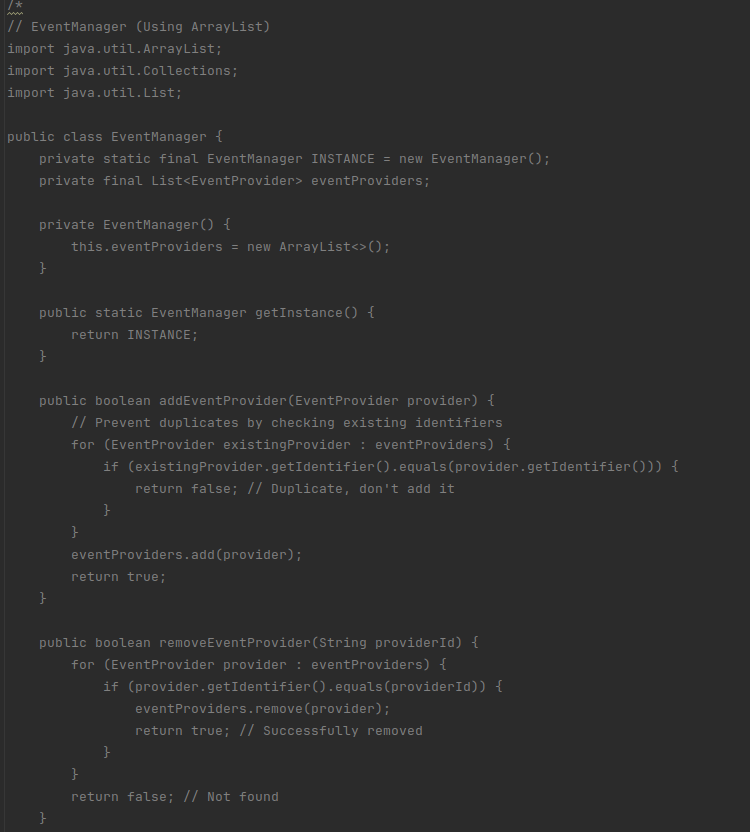 /*
// EventManager (Using ArrayList)
import java.util.ArrayList;
import java.util.Collections;
import java.util.List;

public class EventManager {
    private static final EventManager INSTANCE = new EventManager();
    private final List<EventProvider> eventProviders;

    private EventManager() {
        this.eventProviders = new ArrayList<>();
    }

    public static EventManager getInstance() {
        return INSTANCE;
    }

    public boolean addEventProvider(EventProvider provider) {
        // Prevent duplicates by checking existing identifiers
        for (EventProvider existingProvider : eventProviders) {
            if (existingProvider.getIdentifier().equals(provider.getIdentifier())) {
                return false; // Duplicate, don't add it
            }
        }
        eventProviders.add(provider);
        return true;
    }

    public boolean removeEventProvider(String providerId) {
        for (EventProvider provider : eventProviders) {
            if (provider.getIdentifier().equals(providerId)) {
                eventProviders.remove(provider);
                return true; // Successfully removed
            }
        }
        return false; // Not found
    }